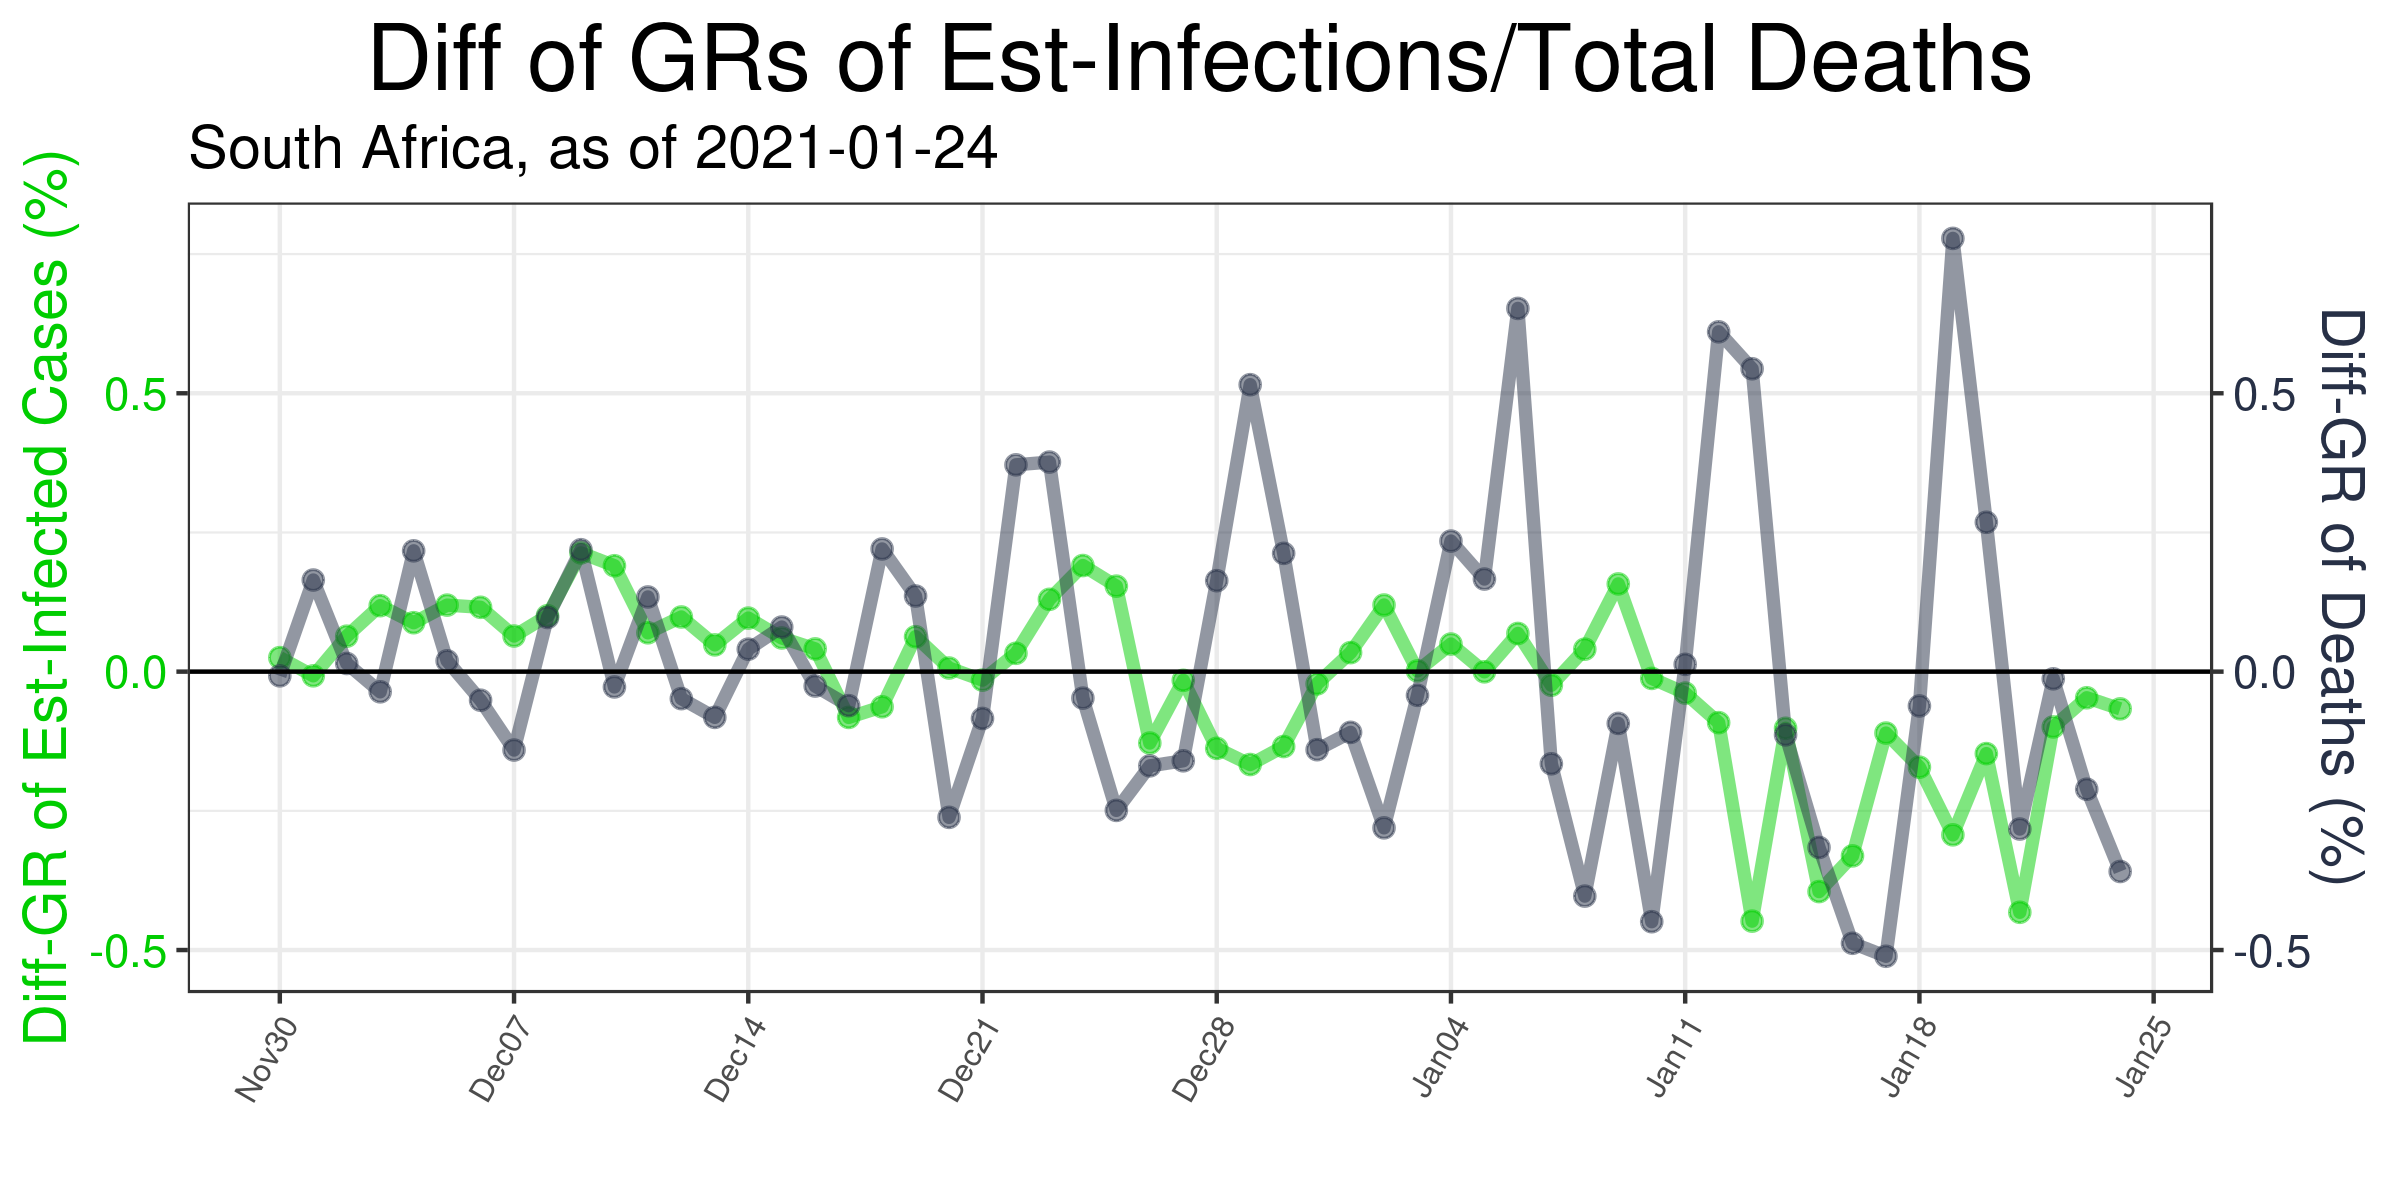 Diff of GRs of Est-Infections/Total Deaths
South Africa, as of 2021-01-24
Diff-GR of Est-Infected Cases (%)
0.5
0.0
-0.5
0.5
0.0
-0.5
Diff-GR of Deaths (%)
Nov30
Dec07
Dec14
Dec21
Dec28
Jan04
Jan11
Jan18
Jan25